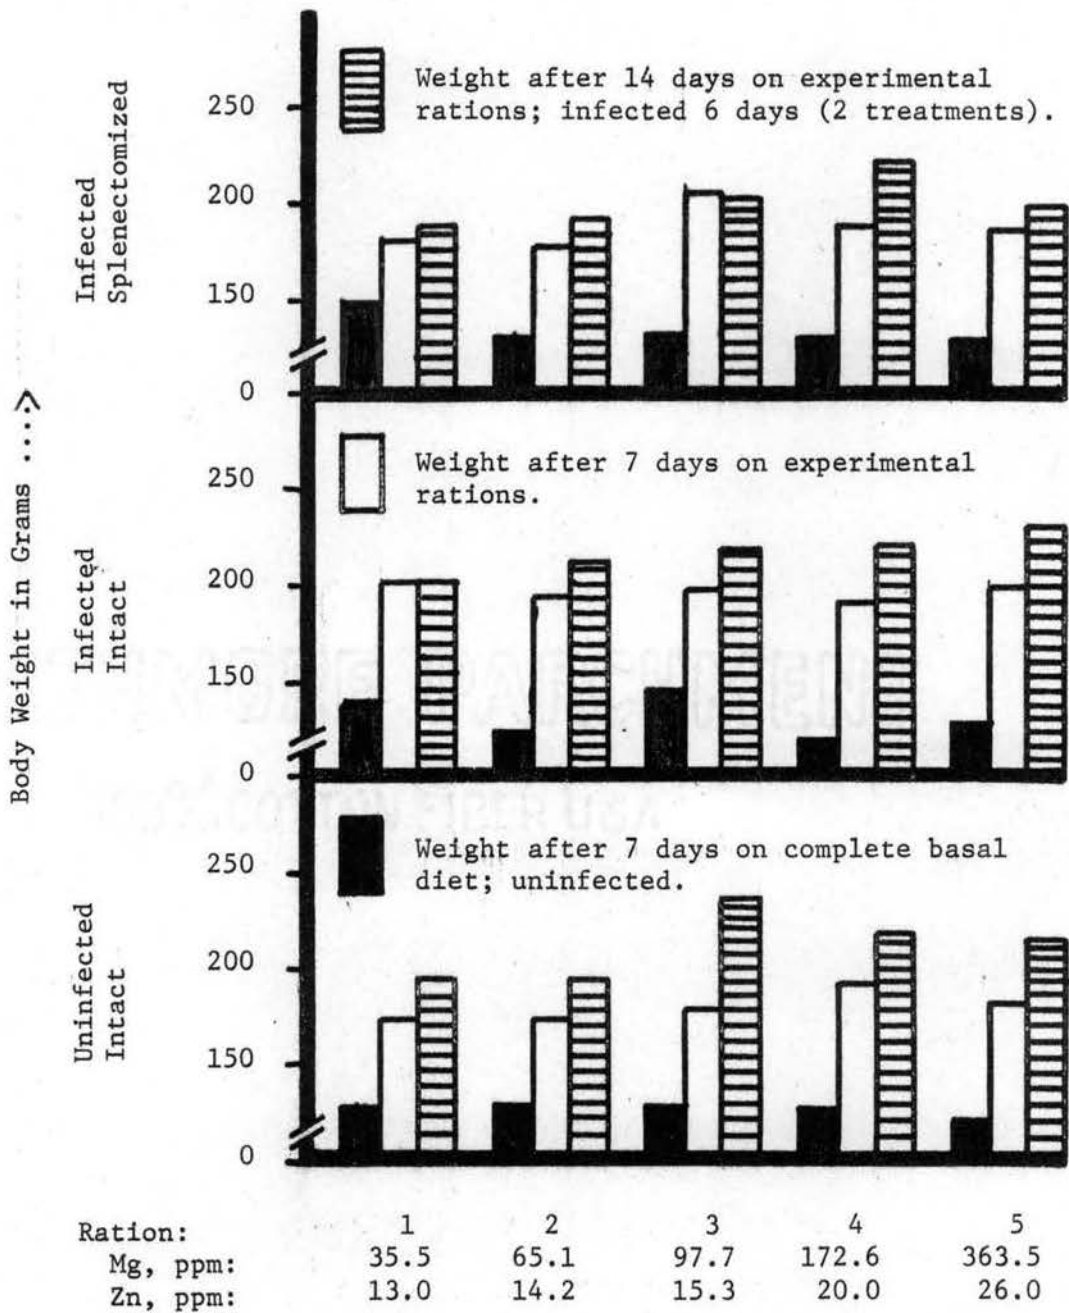 Body Weight in Grams ....>
Infected
Splenectomized
250
200
150
0
Weight after 14 days on experimental
rations; infected 6 days (2 treatments).
Infected
Intact
250
200
150
0
Weight after 7 days on experimental
rations.
Uninfected
Intact
250
200
150
0
Weight after 7 days on complete basal
diet; uninfected.
Ration: 1 2 3 4 5
Mg, ppm: 35.5 65.1 97.7 172.6 363.5
Zn, ppm: 13.0 14.2 15.3 20.0 26.0
COTTON FIBER USA